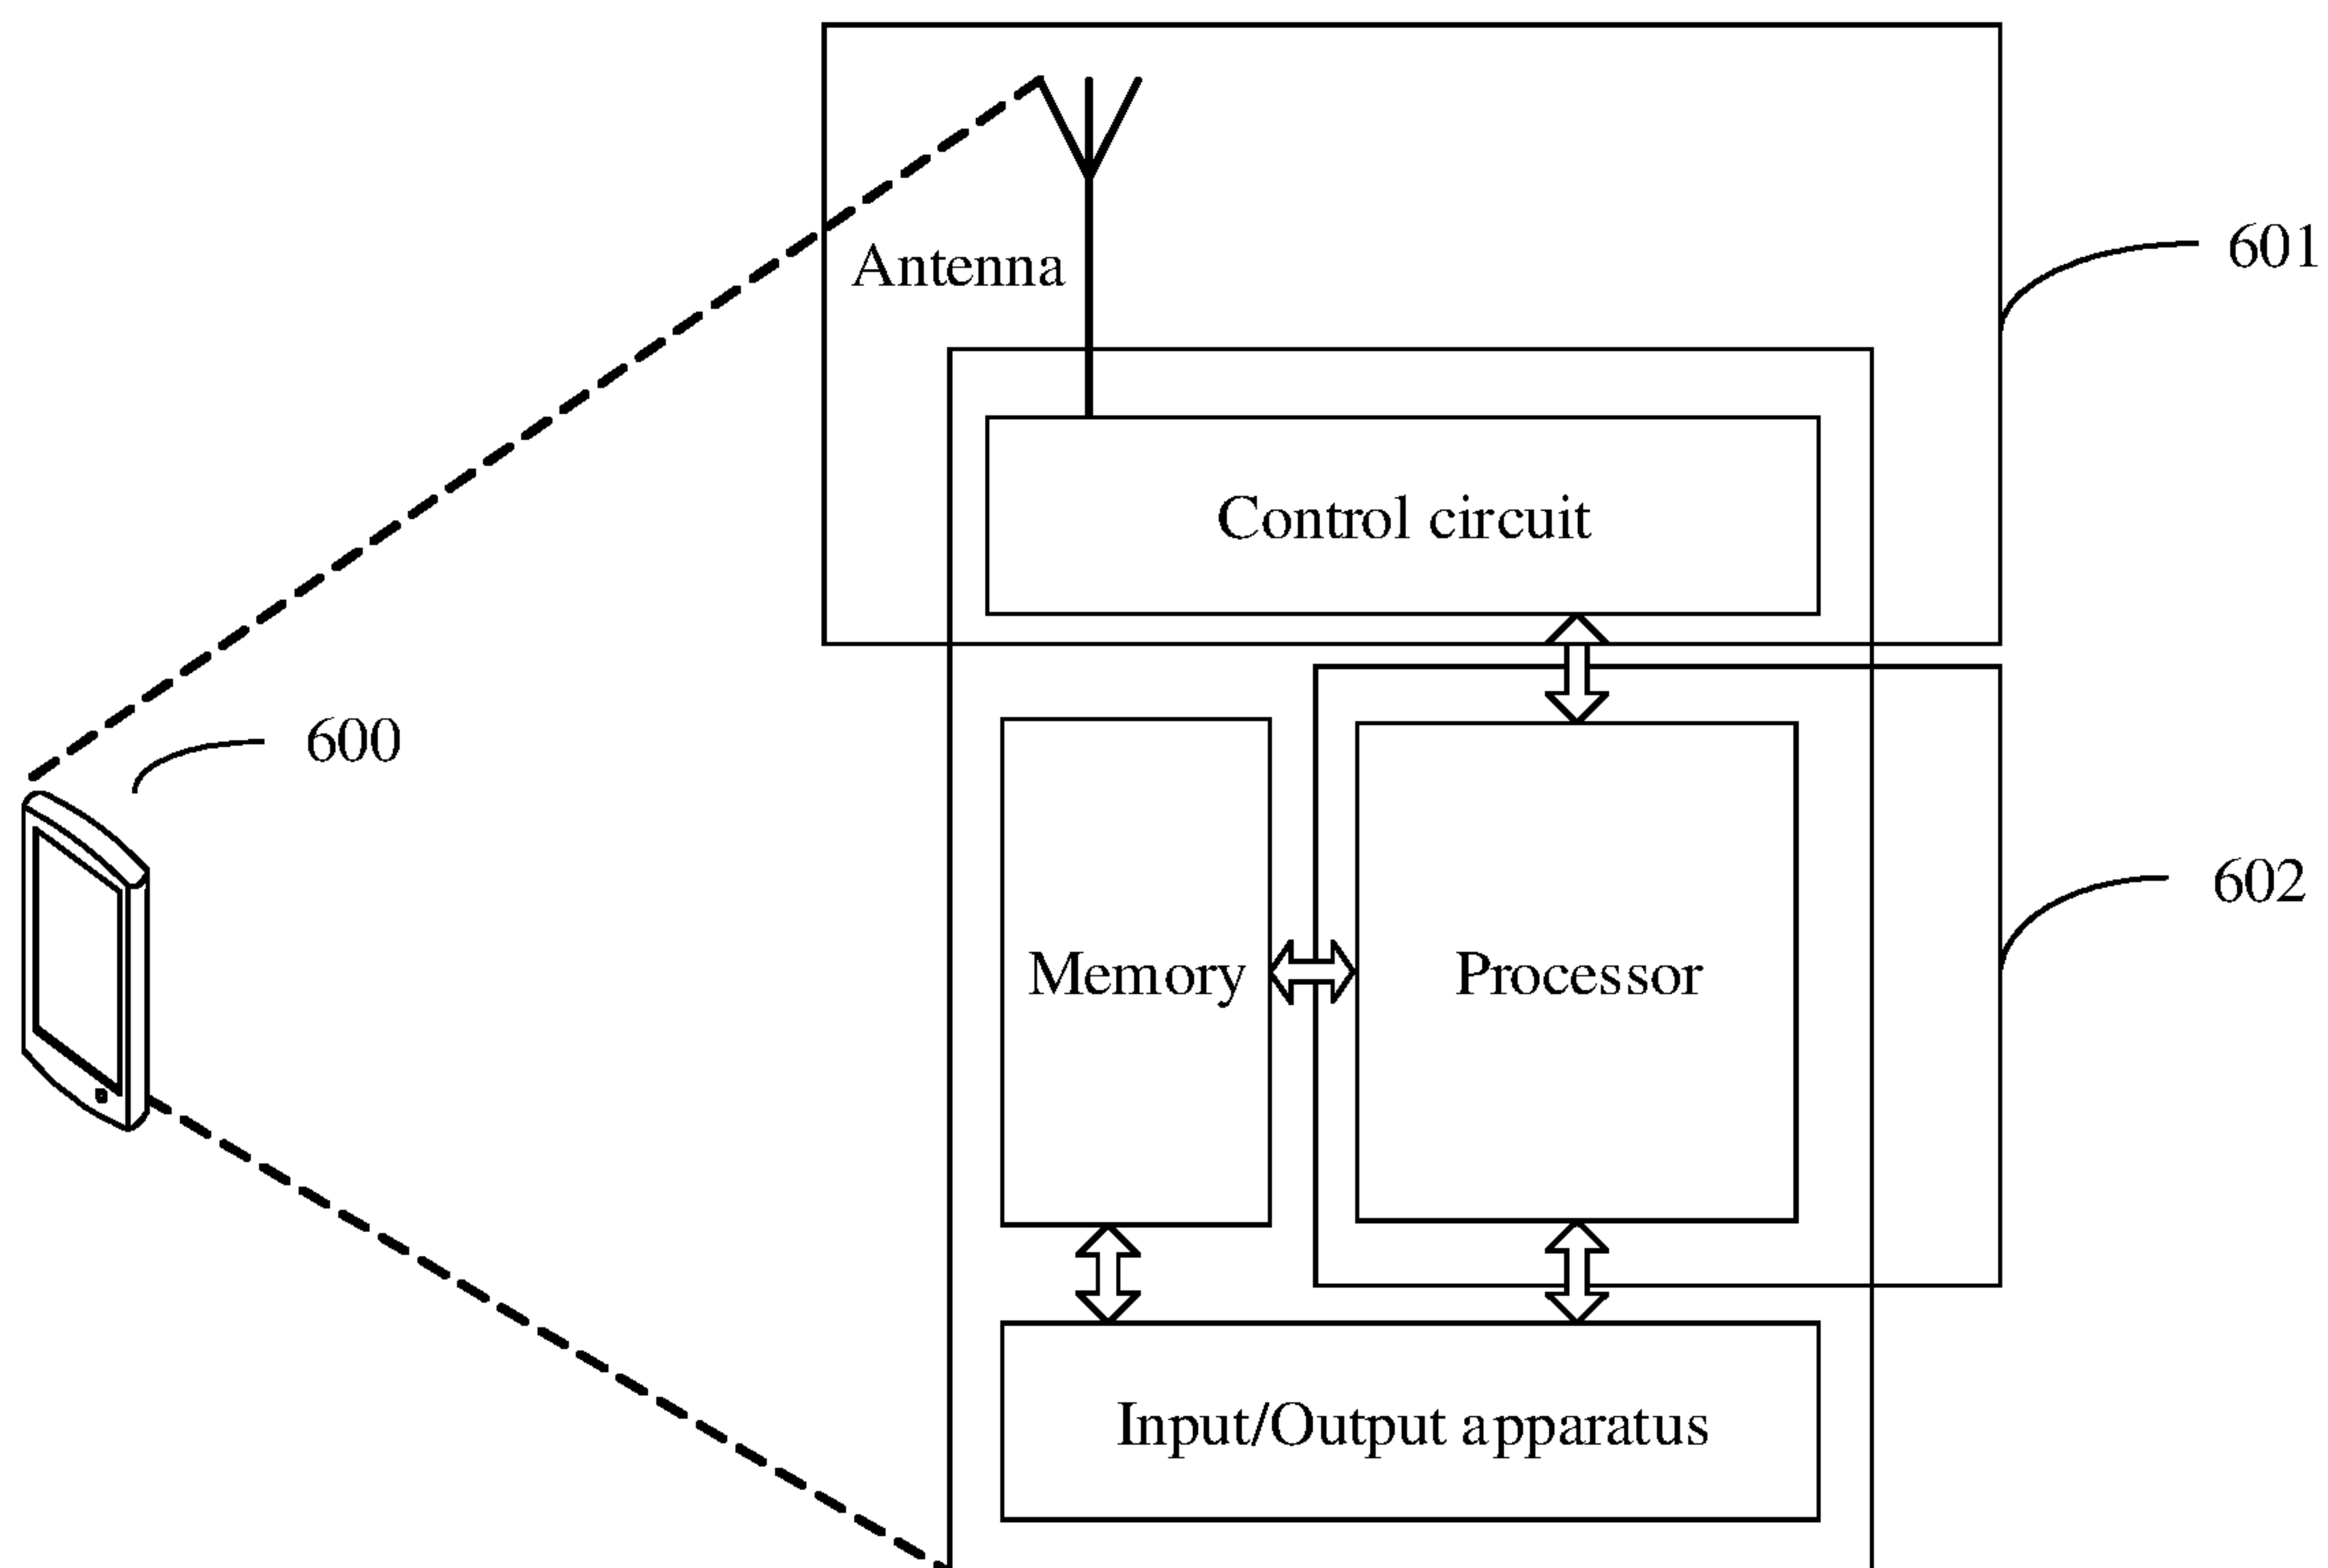 601
Antenna
Control circuit
600
602
Memory
Processor
Input/Output apparatus